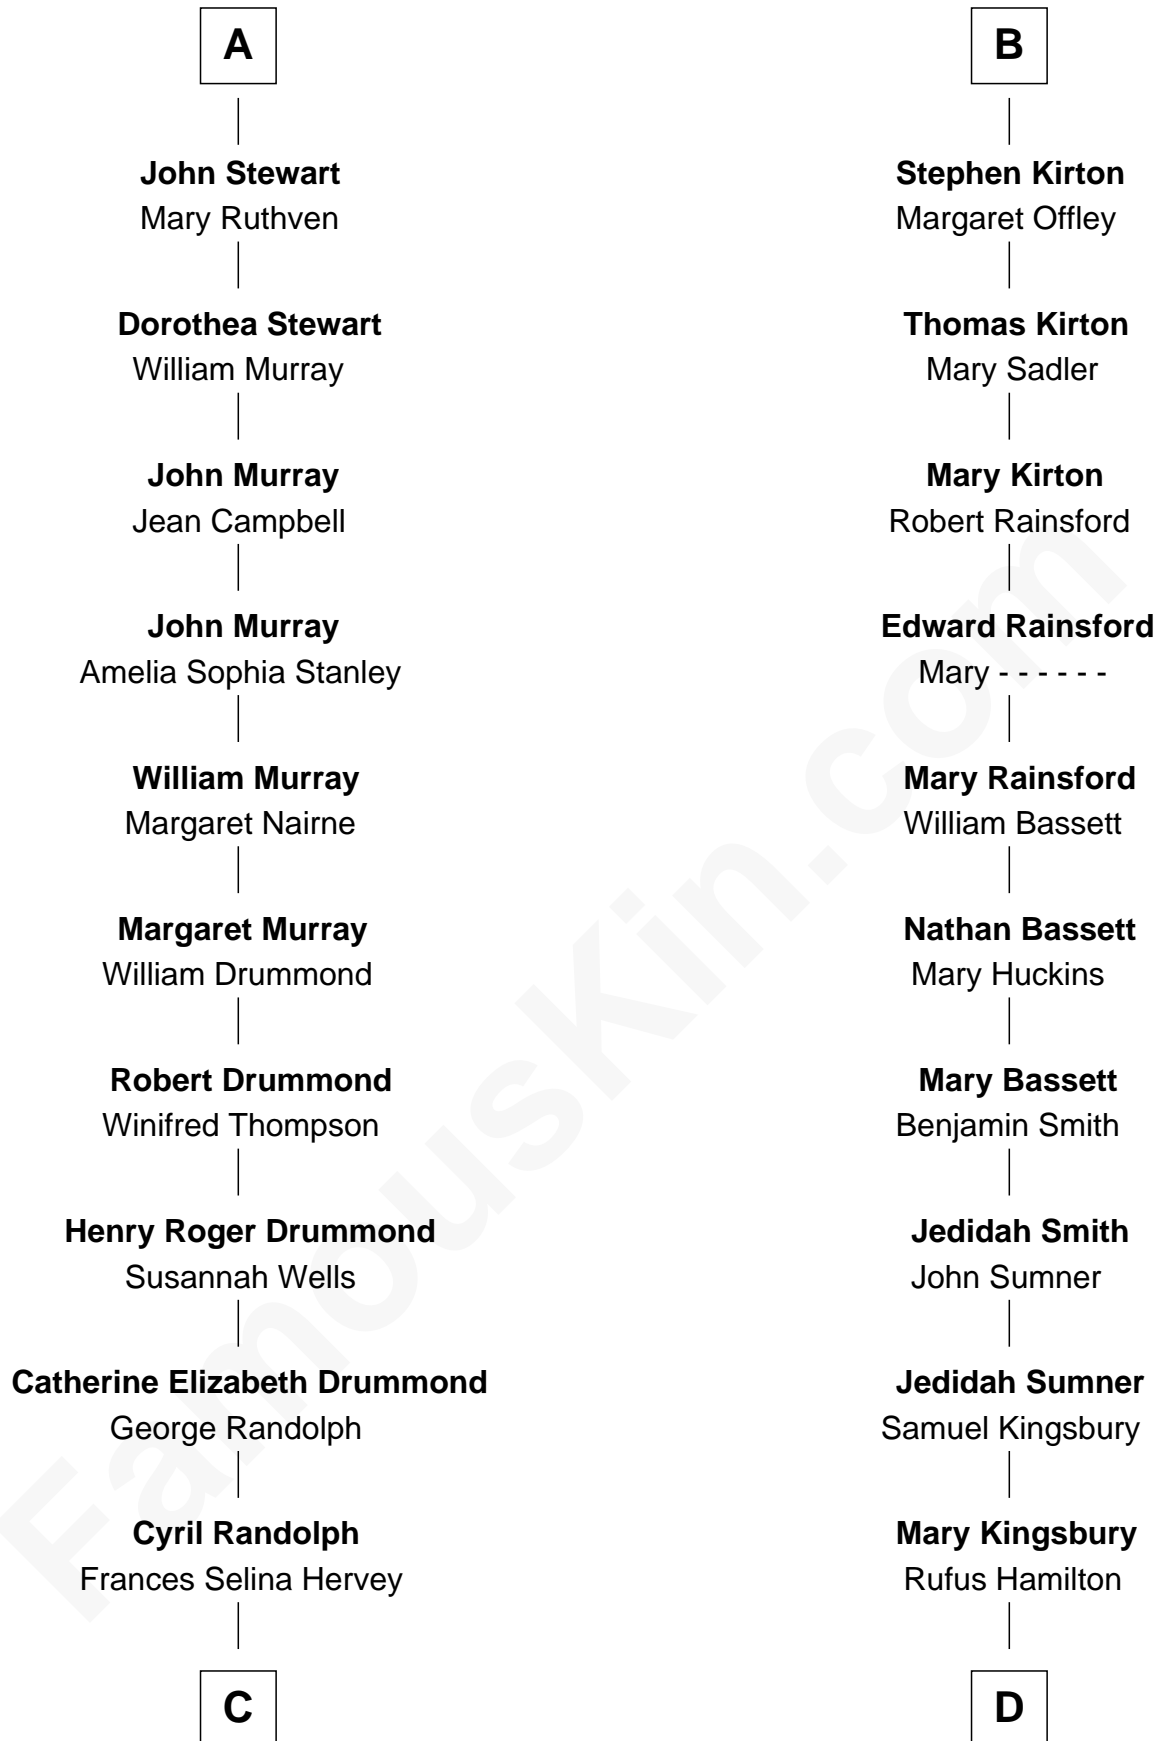 A
John Stewart
Mary Ruthven
Dorothea Stewart
William Murray
John Murray
Jean Campbell
John Murray
Amelia Sophia Stanley
William Murray
Margaret Nairne
Margaret Murray
William Drummond
Robert Drummond
Winifred Thompson
Henry Roger Drummond
Susannah Wells
Catherine Elizabeth Drummond
George Randolph
Cyril Randolph
Frances Selina Hervey
C
B
Stephen Kirton
Margaret Offley
Thomas Kirton
Mary Sadler
Mary Kirton
Robert Rainsford
Edward Rainsford
Mary - - - - - -
Mary Rainsford
William Bassett
Nathan Bassett
Mary Huckins
Mary Bassett
Benjamin Smith
Jedidah Smith
John Sumner
Jedidah Sumner
Samuel Kingsbury
Mary Kingsbury
Rufus Hamilton
D
FamousKin.com